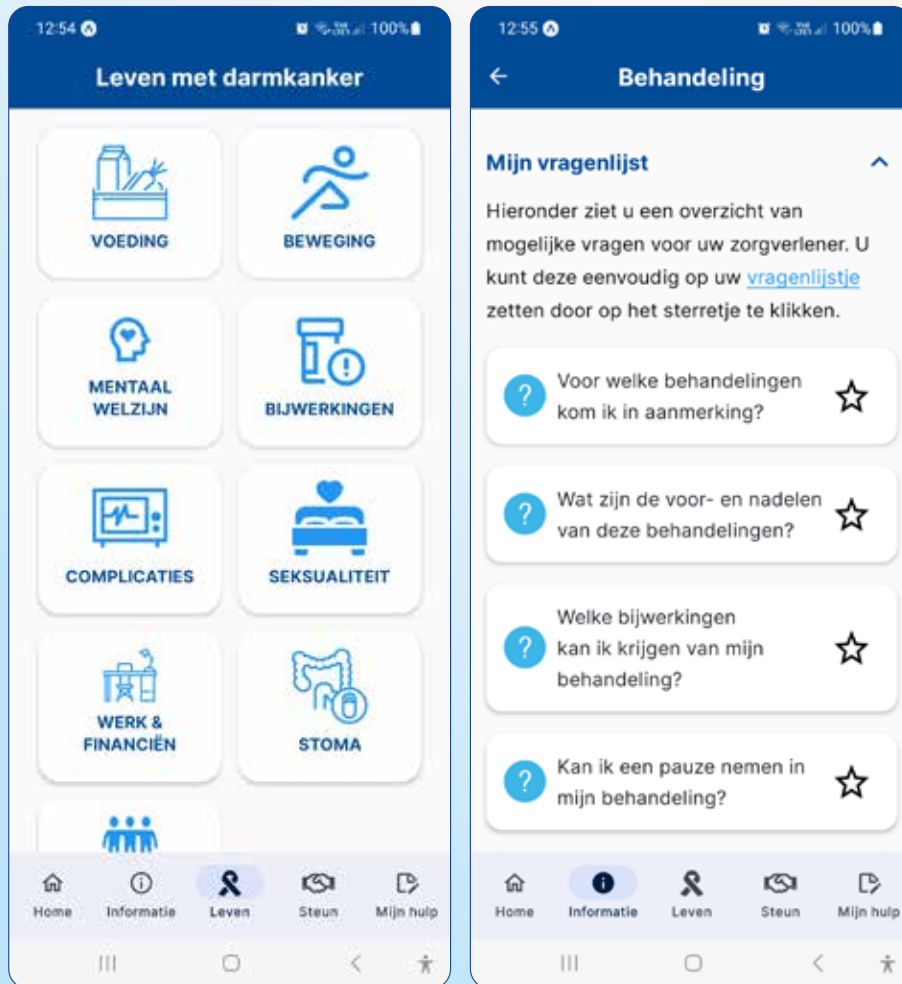 12:54
100%
Leven met darmkanker
VOEDING
BEWEGING
MENTAAL
WELZIJN
BIJWERKINGEN
COMPLICATIES
SEKSUALITEIT
WERK &
FINANCIËN
STOMA
Home
Informatie
Leven
Steun
Mijn hulp
12:55
100%
Behandeling
Mijn vragenlijst
Hieronder ziet u een overzicht van
mogelijke vragen voor uw zorgverlener. U
kunt deze eenvoudig op uw vragenlijstje
zetten door op het sterretje te klikken.
Voor welke behandelingen
kom ik in aanmerking?
Wat zijn de voor- en nadelen
van deze behandelingen?
Welke bijwerkingen
kan ik krijgen van mijn
behandeling?
Kan ik een pauze nemen in
mijn behandeling?
Home
Informatie
Leven
Steun
Mijn hulp